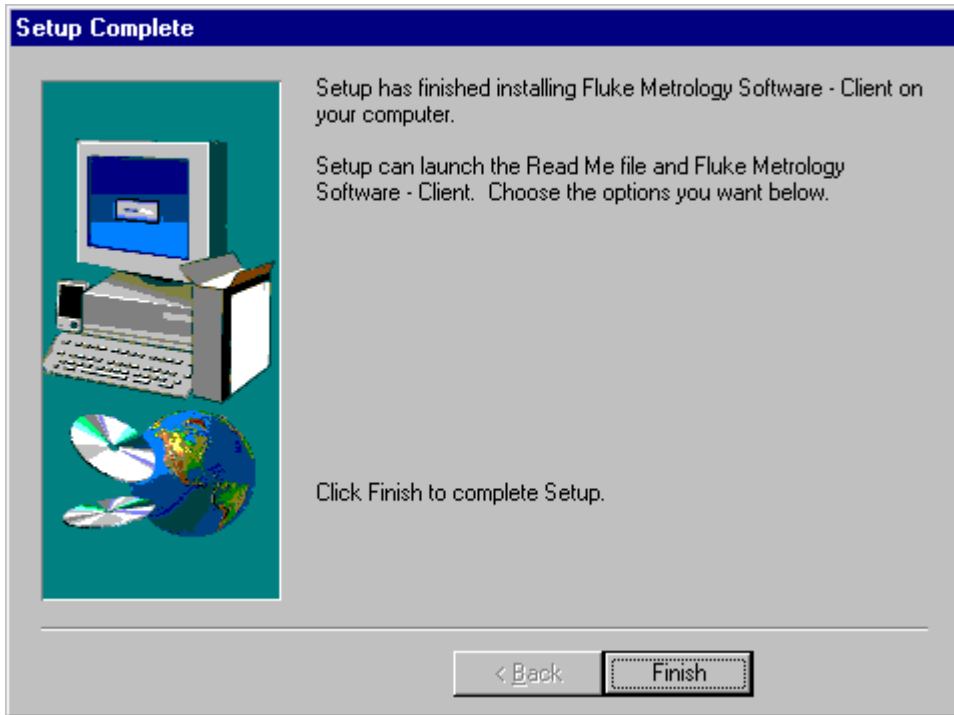 Setup Complete
Setup has finished installing Fluke Metrology Software - Client on
your computer.
Setup can launch the Read Me file and Fluke Metrology
Software - Client.  Choose the options you want below.
Click Finish to complete Setup.
< Back
Finish